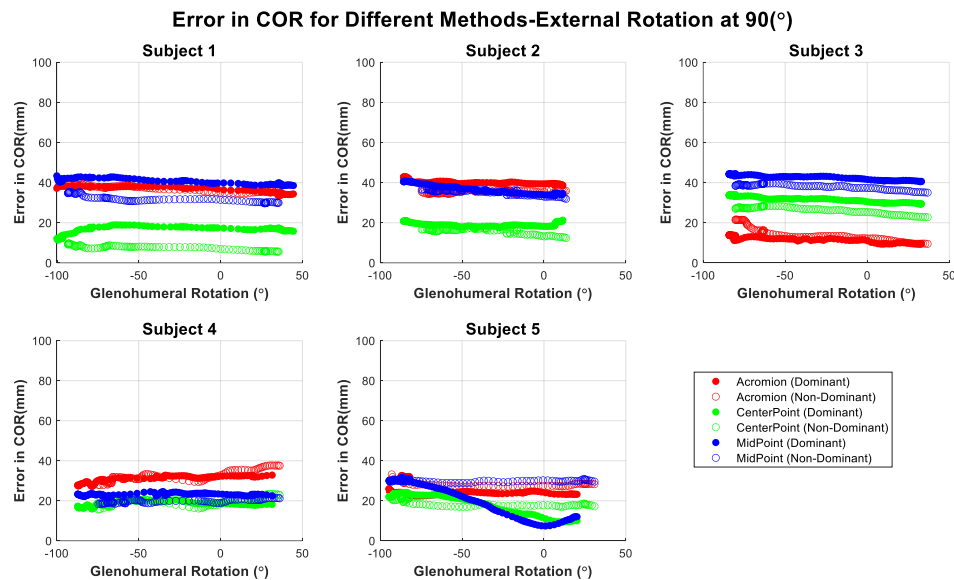 Error in COR for Different Methods-External Rotation at 90(°)
Subject 1
Error in COR(mm)
100
80
60
40
20
0
-100 -50 0 50
Glenohumeral Rotation (°)
Subject 2
Error in COR(mm)
100
80
60
40
20
0
-100 -50 0 50
Glenohumeral Rotation (°)
Subject 3
Error in COR(mm)
100
80
60
40
20
0
-100 -50 0 50
Glenohumeral Rotation (°)
Subject 4
Error in COR(mm)
100
80
60
40
20
0
-100 -50 0 50
Glenohumeral Rotation (°)
Subject 5
Error in COR(mm)
100
80
60
40
20
0
-100 -50 0 50
Glenohumeral Rotation (°)
Acromion (Dominant)
Acromion (Non-Dominant)
CenterPoint (Dominant)
CenterPoint (Non-Dominant)
MidPoint (Dominant)
MidPoint (Non-Dominant)